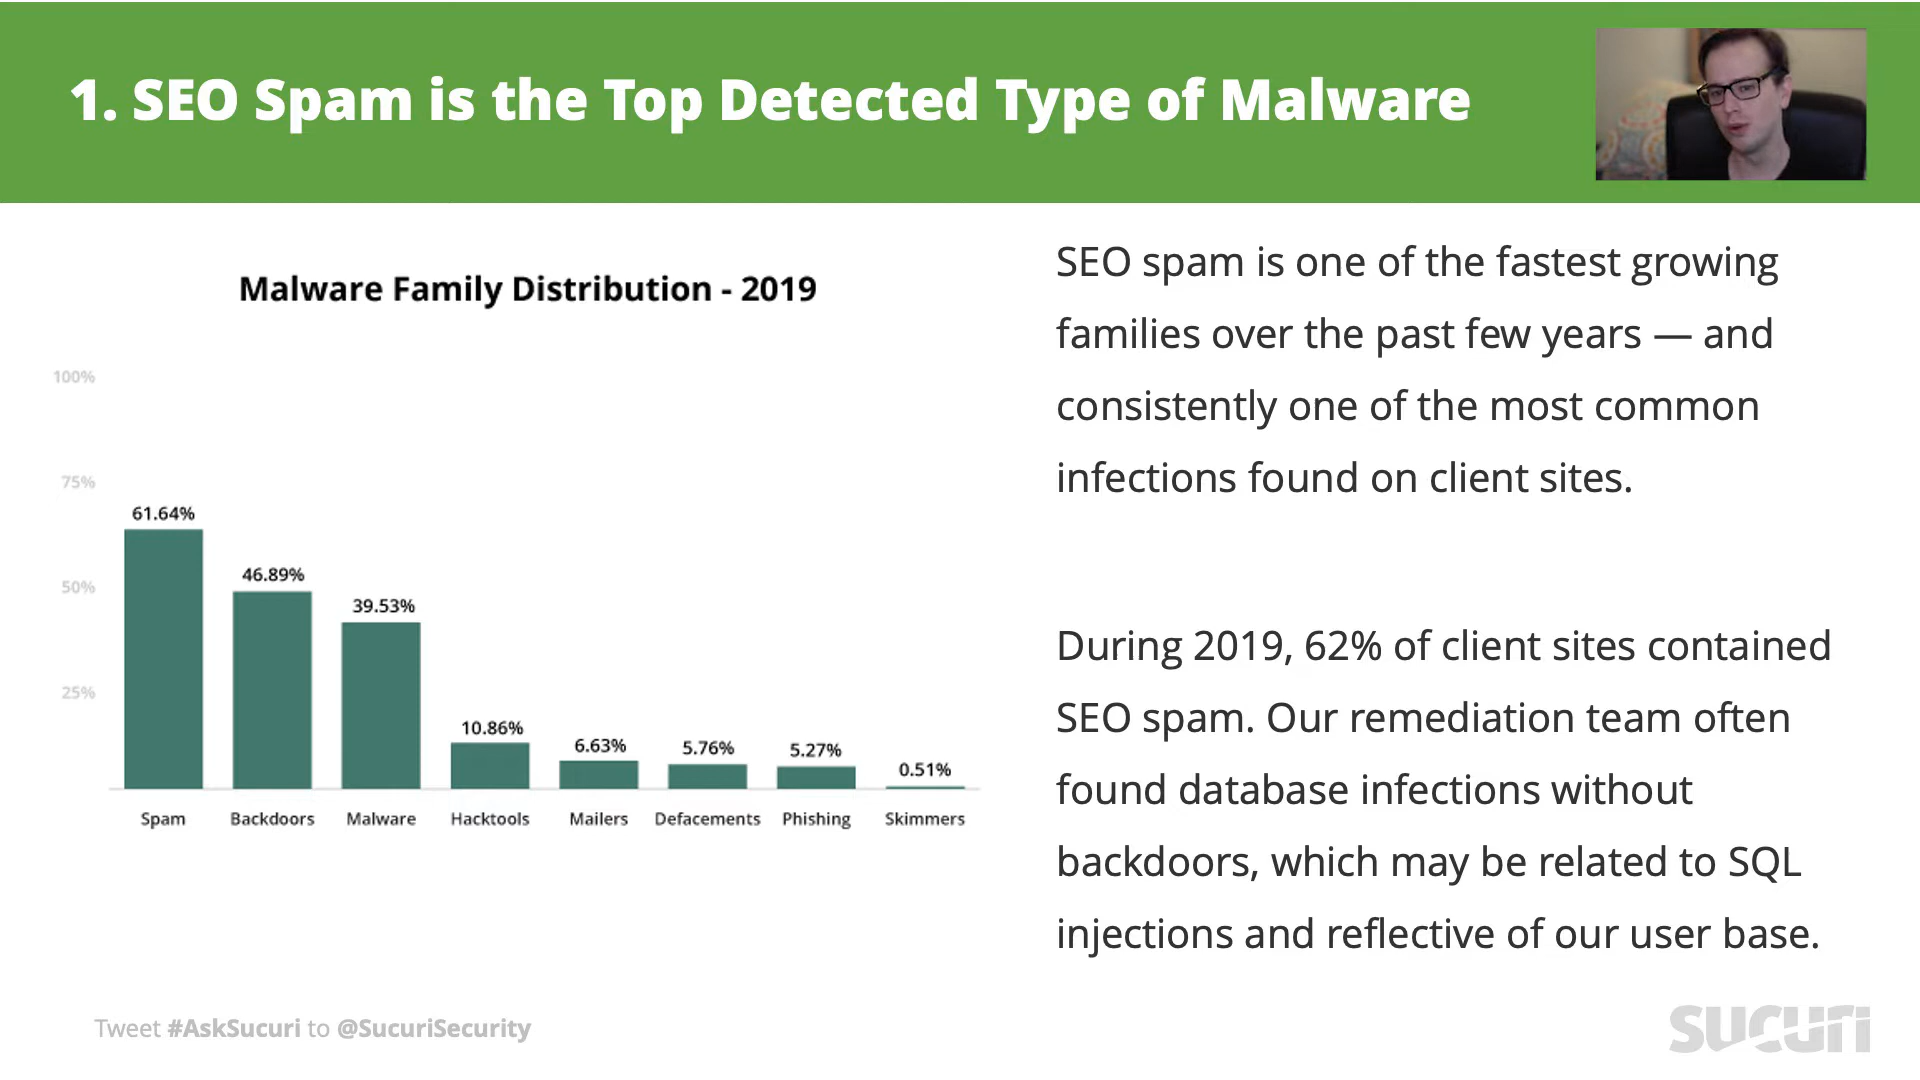 1. SEO Spam is the Top Detected Type of Malware
Malware Family Distribution - 2019
100%
75%
50%
25%
61.64%
46.89%
39.53%
10.86%
6.63%
5.76%
5.27%
0.51%
Spam
Backdoors
Malware
Hacktools
Mailers
Defacements
Phishing
Skimmers
SEO spam is one of the fastest growing
families over the past few years — and
consistently one of the most common
infections found on client sites.
During 2019, 62% of client sites contained
SEO spam. Our remediation team often
found database infections without
backdoors, which may be related to SQL
injections and reflective of our user base.
Tweet #AskSucuri to @SucuriSecurity
SUCURI